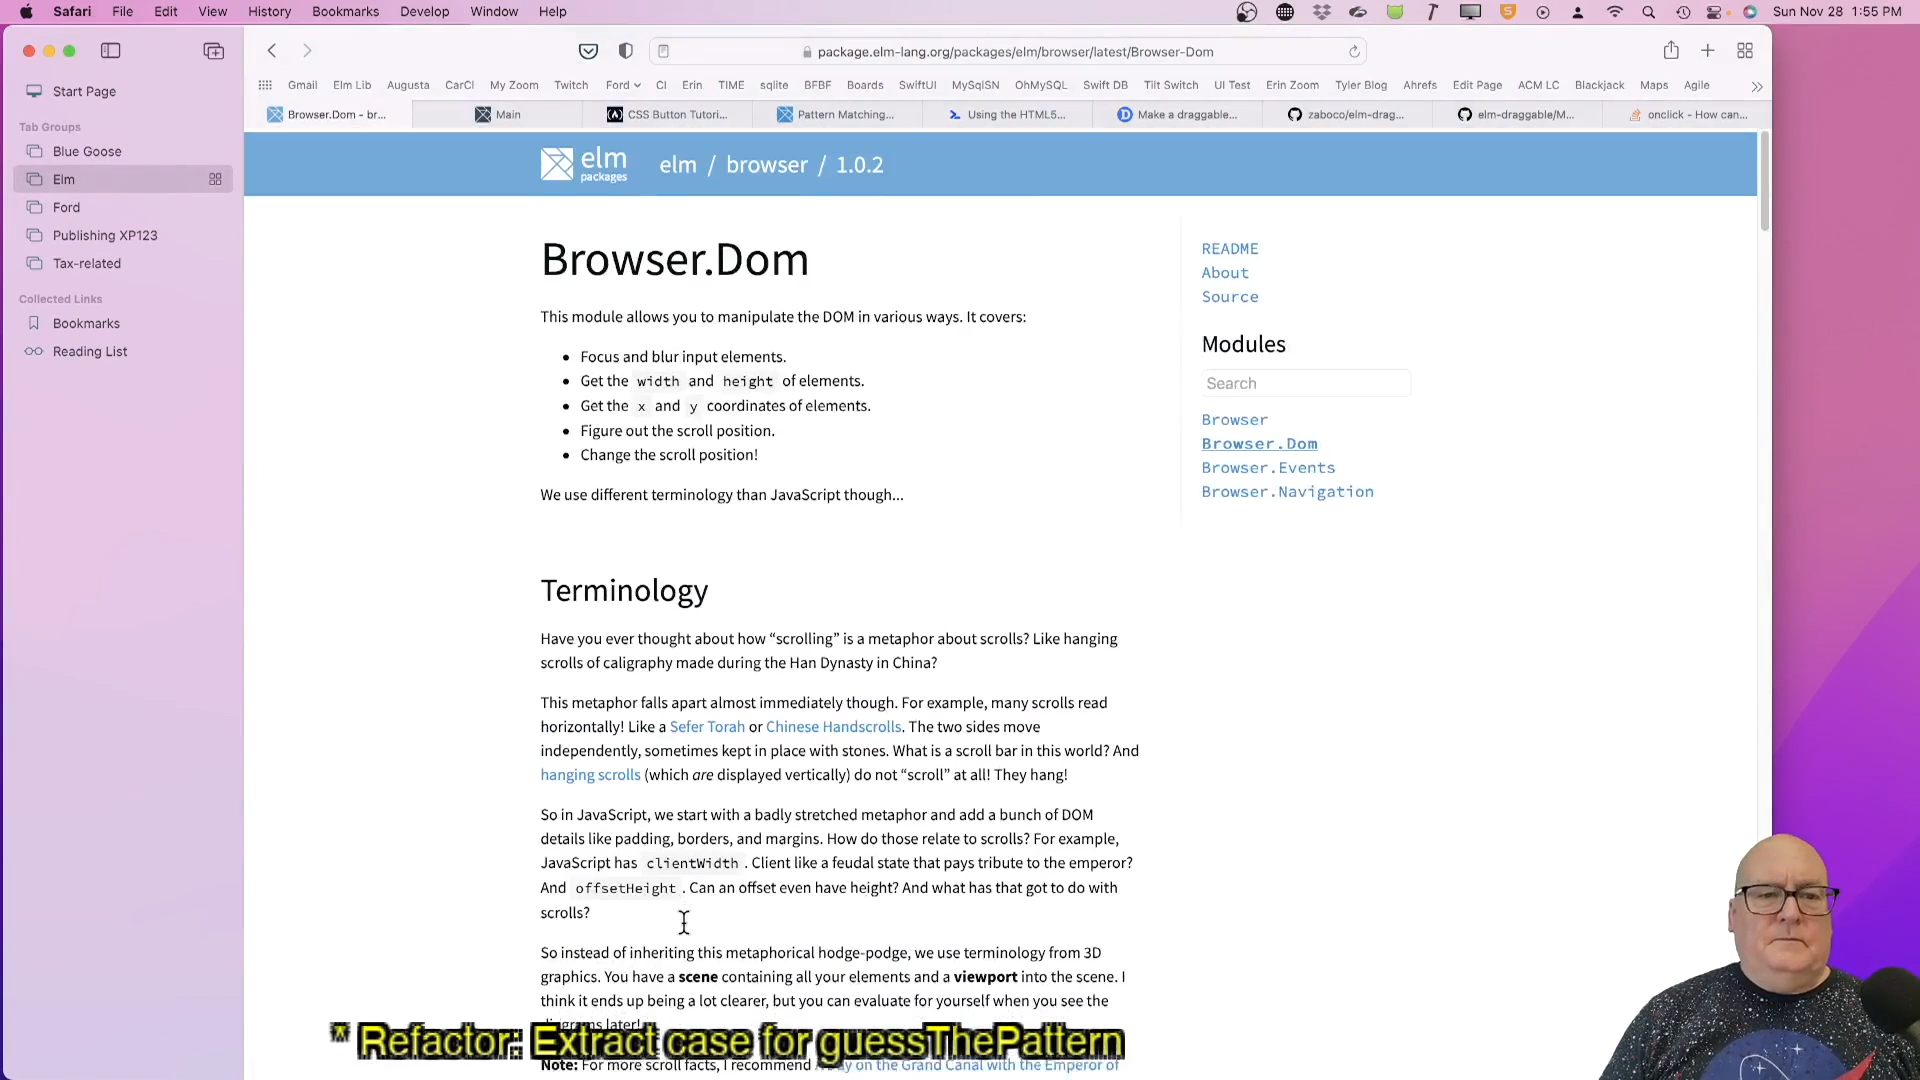 Safari File Edit View History Bookmarks Develop Window Help Sun Nov 28 1:55 PM
package.elm-lang.org/packages/elm/browser/latest/Browser-Dom
Gmail Elm Lib Augusta CarCl My Zoom Twitch Ford CI Erin TIME sqlite BFBF Boards SwiftUI MySqlSN OhMySQL Swift DB Tilt Switch UI Test Erin Zoom Tyler Blog Ahrefs Edit Page ACM LC Blackjack Maps Agile
Browser.Dom - br... Main CSS Button Tutori... Pattern Matching... Using the HTML5... Make a draggable... zaboco/elm-drag... elm-draggable/M... onclick - How can...
Start Page
Tab Groups
Blue Goose
Elm
Ford
Publishing XP123
Tax-related
Collected Links
Bookmarks
Reading List
elm packages
elm / browser / 1.0.2
Browser.Dom
This module allows you to manipulate the DOM in various ways. It covers:
• Focus and blur input elements.
• Get the width and height of elements.
• Get the x and y coordinates of elements.
• Figure out the scroll position.
• Change the scroll position!
We use different terminology than JavaScript though...
Terminology
Have you ever thought about how “scrolling” is a metaphor about scrolls? Like hanging
scrolls of caligraphy made during the Han Dynasty in China?
This metaphor falls apart almost immediately though. For example, many scrolls read
horizontally! Like a Sefer Torah or Chinese Handscrolls. The two sides move
independently, sometimes kept in place with stones. What is a scroll bar in this world? And
hanging scrolls (which are displayed vertically) do not “scroll” at all! They hang!
So in JavaScript, we start with a badly stretched metaphor and add a bunch of DOM
details like padding, borders, and margins. How do those relate to scrolls? For example,
JavaScript has clientWidth. Client like a feudal state that pays tribute to the emperor?
And offsetHeight. Can an offset even have height? And what has that got to do with
scrolls?
So instead of inheriting this metaphorical hodge-podge, we use terminology from 3D
graphics. You have a scene containing all your elements and a viewport into the scene. I
think it ends up being a lot clearer, but you can evaluate for yourself when you see the
diagrams later!
* Refactor: Extract case for guessThePattern
Note: For more scroll facts, I recommend on the Grand Canal with the Emperor of
README
About
Source
Modules
Search
Browser
Browser.Dom
Browser.Events
Browser.Navigation